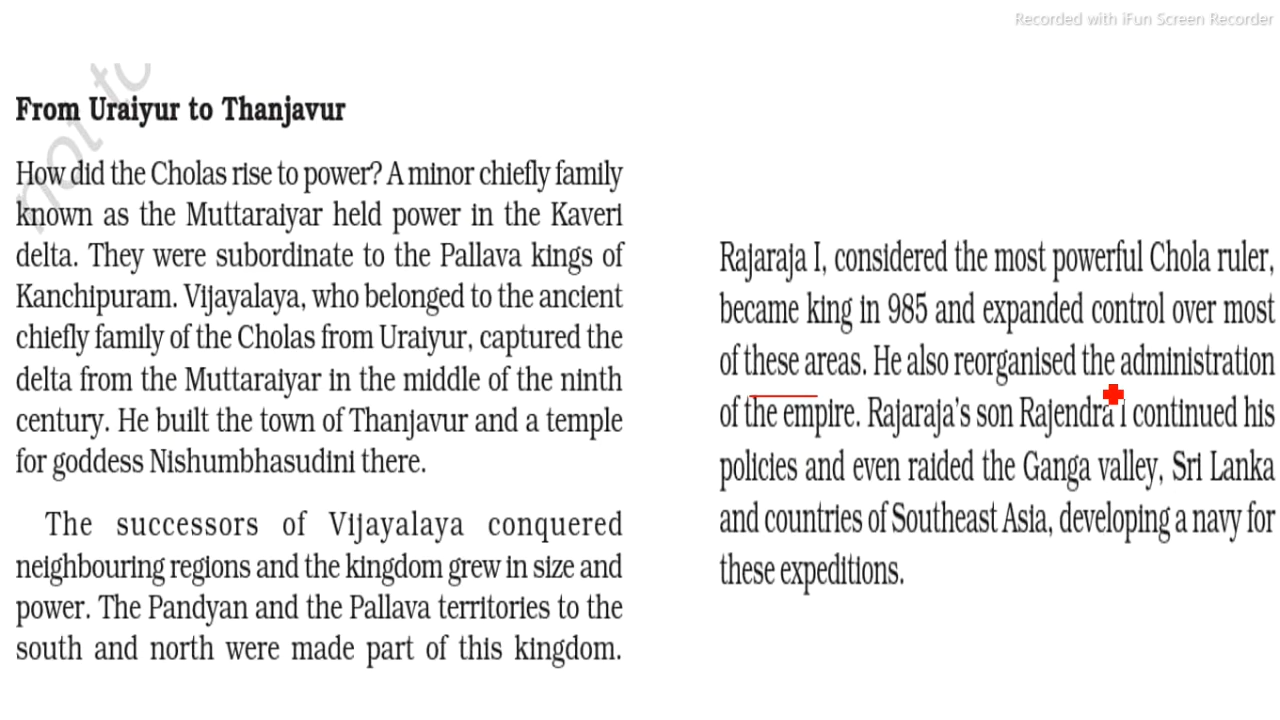 Recorded with iFun Screen Recorder
not to
From Uraiyur to Thanjavur
How did the Cholas rise to power? A minor chiefly family
known as the Muttaraiyar held power in the Kaveri
delta. They were subordinate to the Pallava kings of
Kanchipuram. Vijayalaya, who belonged to the ancient
chiefly family of the Cholas from Uraiyur, captured the
delta from the Muttaraiyar in the middle of the ninth
century. He built the town of Thanjavur and a temple
for goddess Nishumbhasudini there.
The successors of Vijayalaya conquered
neighbouring regions and the kingdom grew in size and
power. The Pandyan and the Pallava territories to the
south and north were made part of this kingdom.
Rajaraja I, considered the most powerful Chola ruler,
became king in 985 and expanded control over most
of these areas. He also reorganised the administration
of the empire. Rajaraja’s son Rajendra I continued his
policies and even raided the Ganga valley, Sri Lanka
and countries of Southeast Asia, developing a navy for
these expeditions.